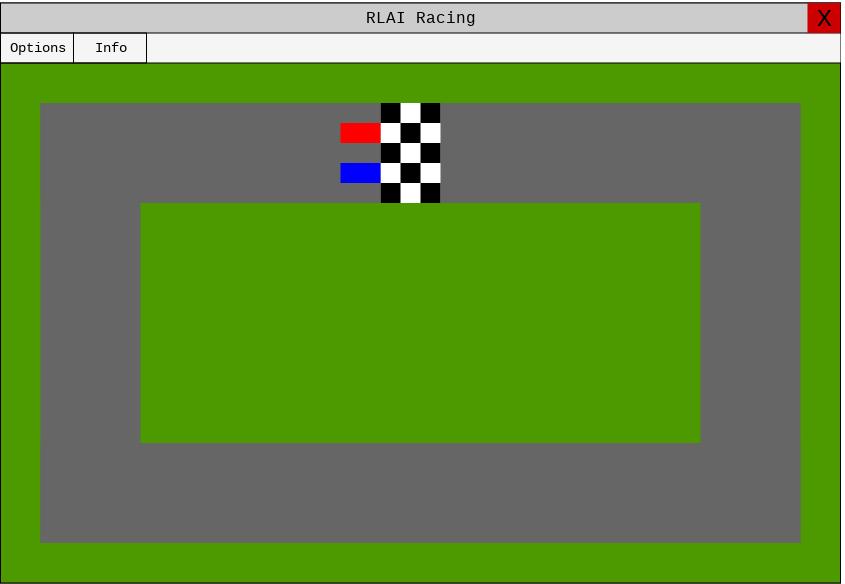 RLAI Racing
X
Options
Info